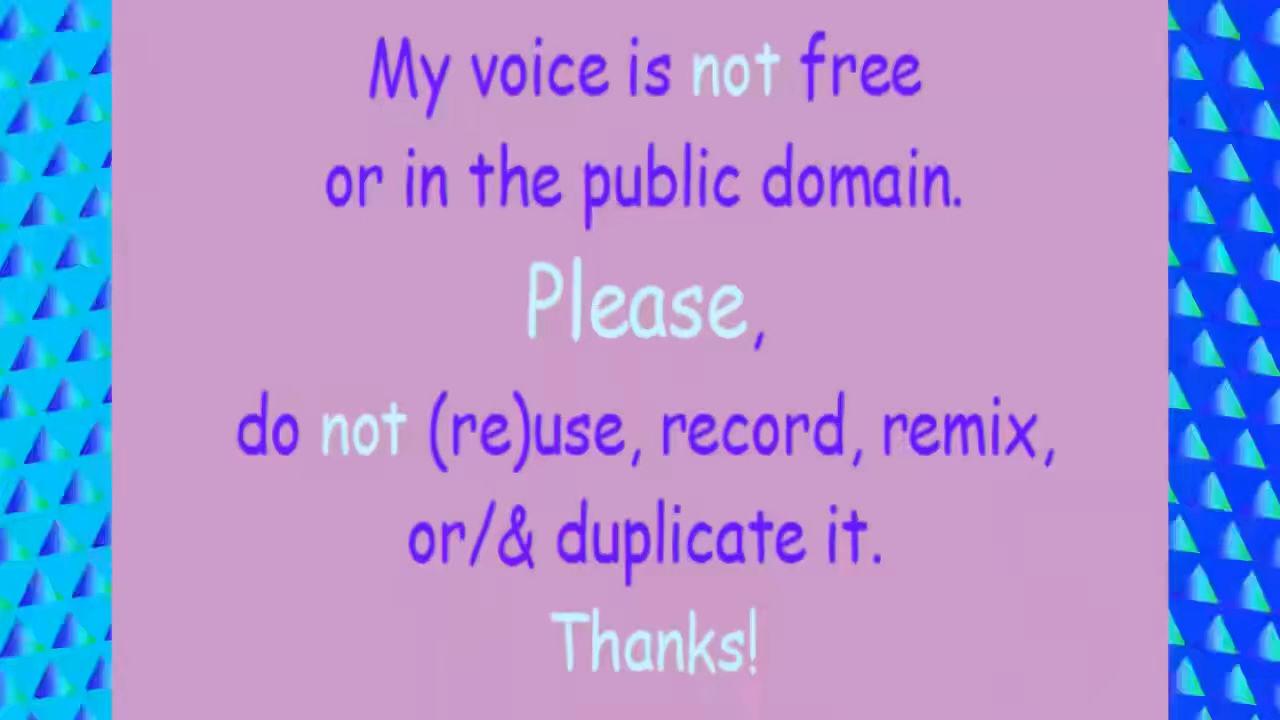 My voice is not free
or in the public domain.
Please,
do not (re)use, record, remix,
or/& duplicate it.
Thanks!